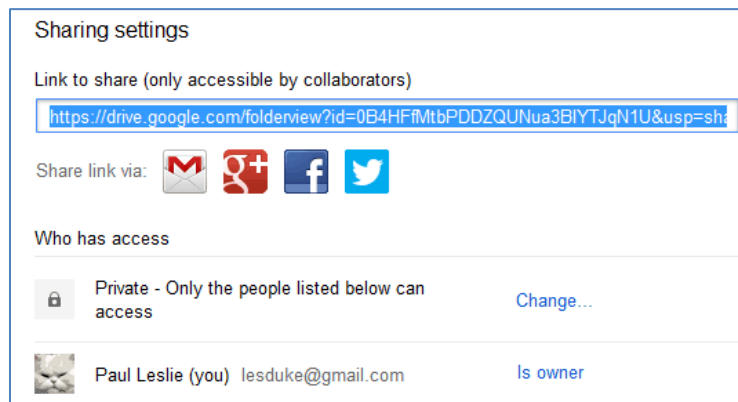 Sharing settings
Link to share (only accessible by collaborators)
https://drive.google.com/folderview?id=0B4HFfMtbPDDZQUNua3BIYTJqN1U&usp=sha
Share link via:
Who has access
Private - Only the people listed below can Change...
access
Paul Leslie (you) lesduke@gmail.com Is owner